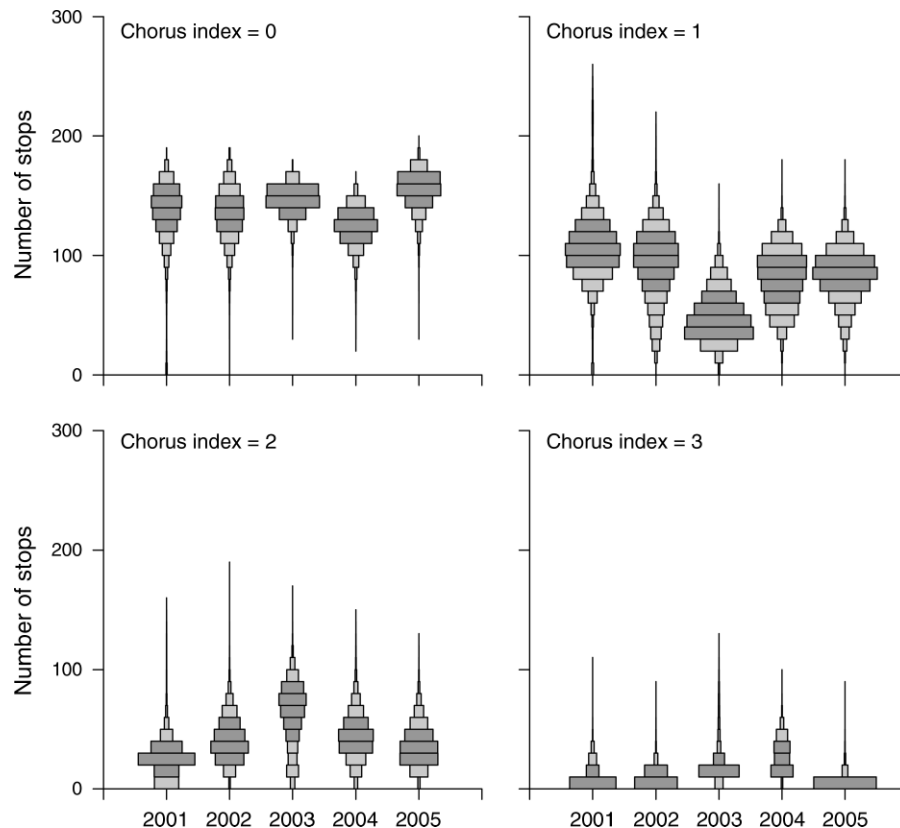 Chorus index = 0
Chorus index = 1
Number of stops
300
200
100
0
Chorus index = 2
Chorus index = 3
Number of stops
300
200
100
0
2001 2002 2003 2004 2005
2001 2002 2003 2004 2005